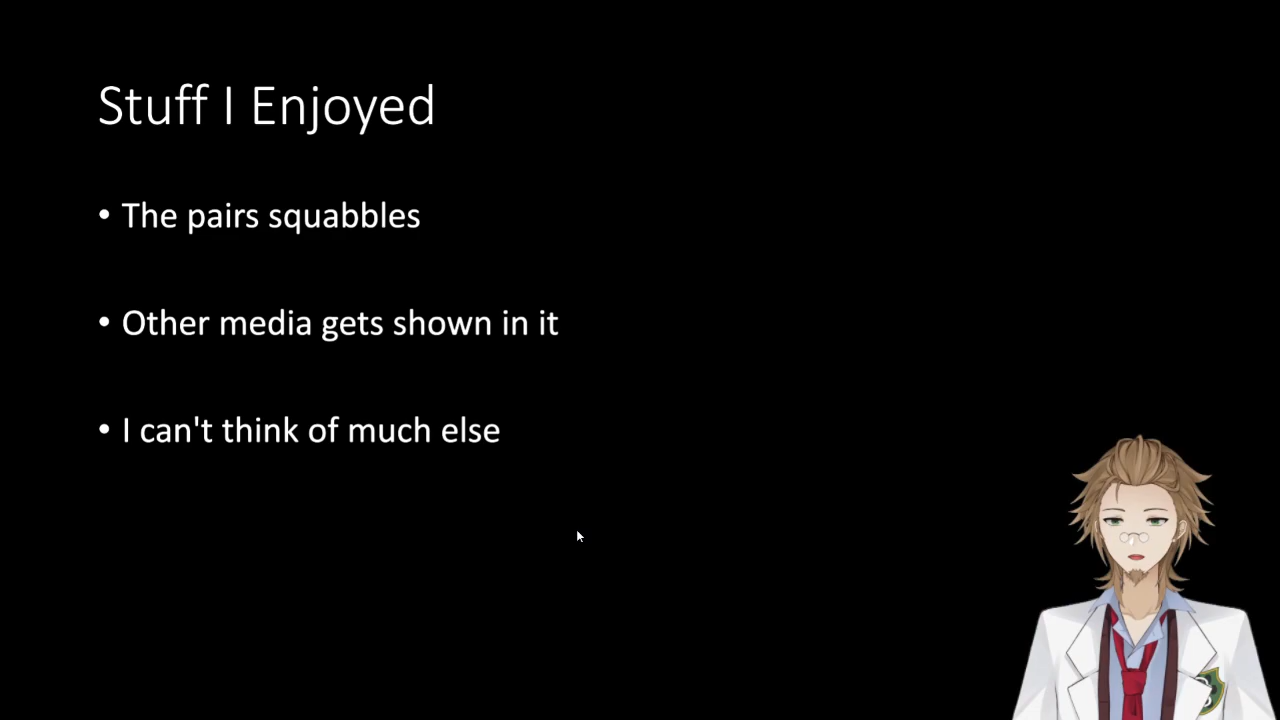 Stuff I Enjoyed
• The pairs squabbles
• Other media gets shown in it
• I can't think of much else